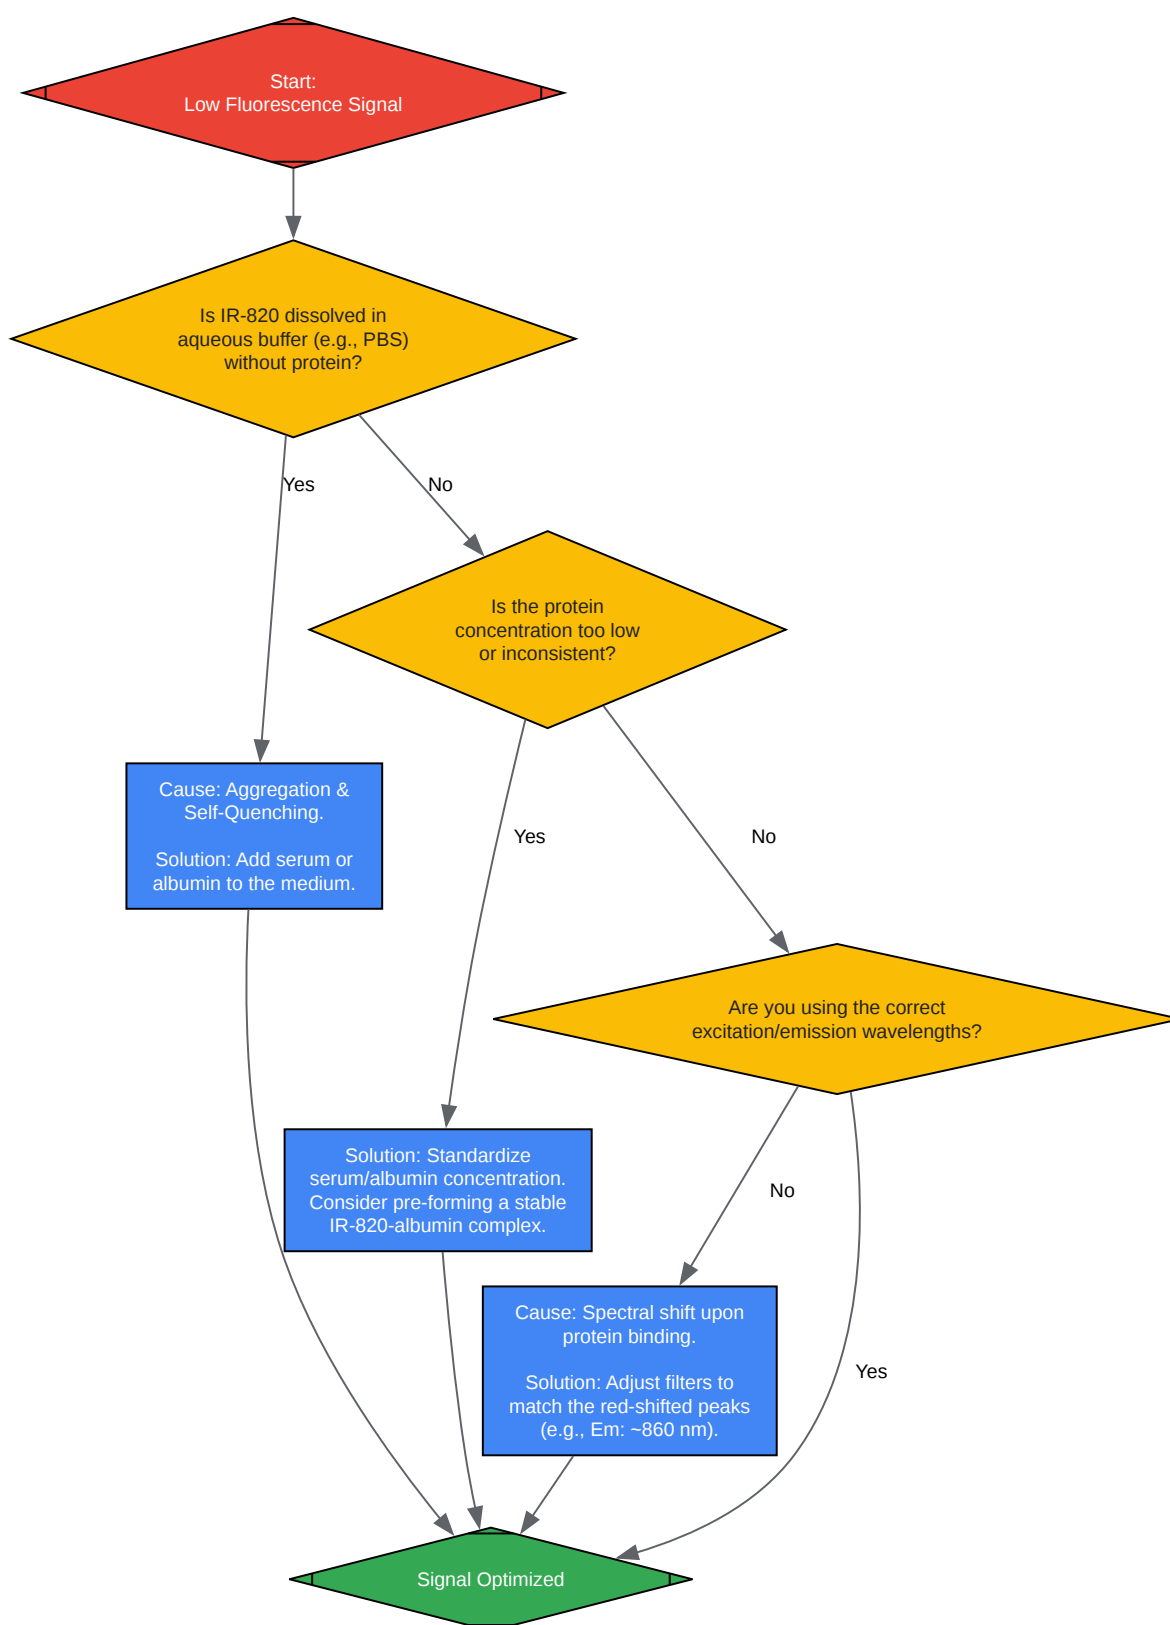 Start:
Low Fluorescence Signal
Is IR-820 dissolved in
aqueous buffer (e.g., PBS)
without protein?
Yes
No
Is the protein
concentration too low
or inconsistent?
Cause: Aggregation &
Self-Quenching.
Solution: Add serum or
albumin to the medium.
Yes
No
Are you using the correct
excitation/emission wavelengths?
Solution: Standardize
serum/albumin concentration.
Consider pre-forming a stable
IR-820-albumin complex.
No
Cause: Spectral shift upon
protein binding.
Solution: Adjust filters to
match the red-shifted peaks
(e.g., Em: ~860 nm).
Yes
Signal Optimized